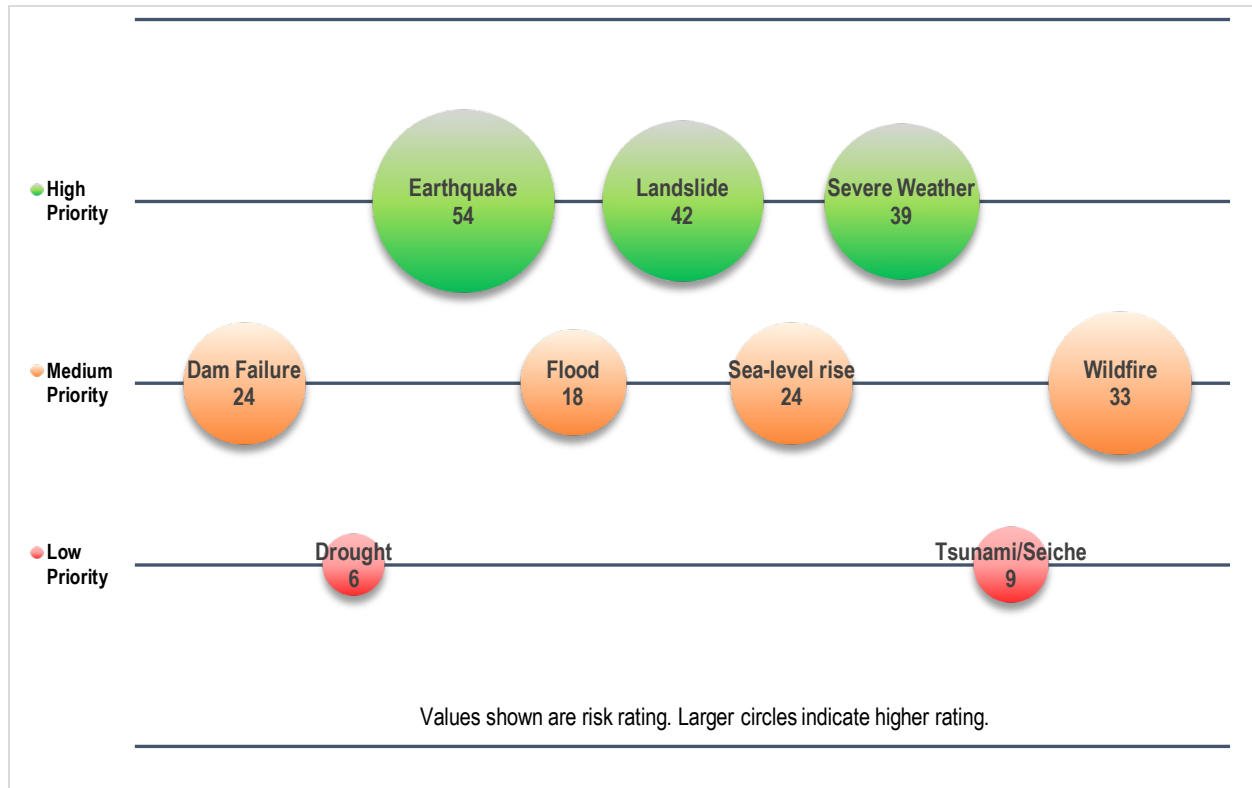 High
Priority
Earthquake
54
Landslide
42
Severe Weather
39
Medium
Priority
Dam Failure
24
Flood
18
Sea-level rise
24
Wildfire
33
Low
Priority
Drought
6
Tsunami/Seiche
9
Values shown are risk rating. Larger circles indicate higher rating.